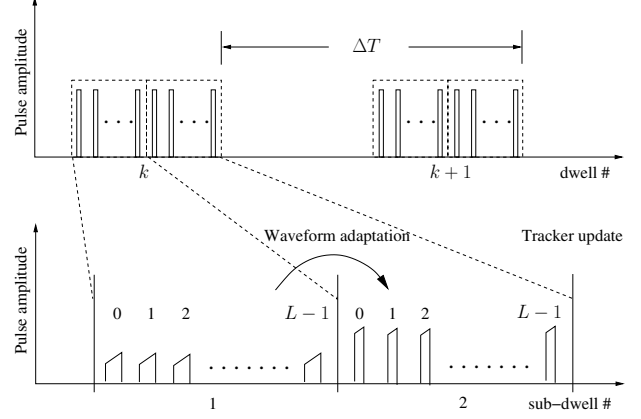 ΔT
Pulse amplitude
. . . . . . . . . . . .
k k + 1 dwell #
Waveform adaptation Tracker update
Pulse amplitude
0 1 2 L − 1 0 1 2 L − 1
. . . . . . . . . . . . . . . .
1 2 sub−dwell #